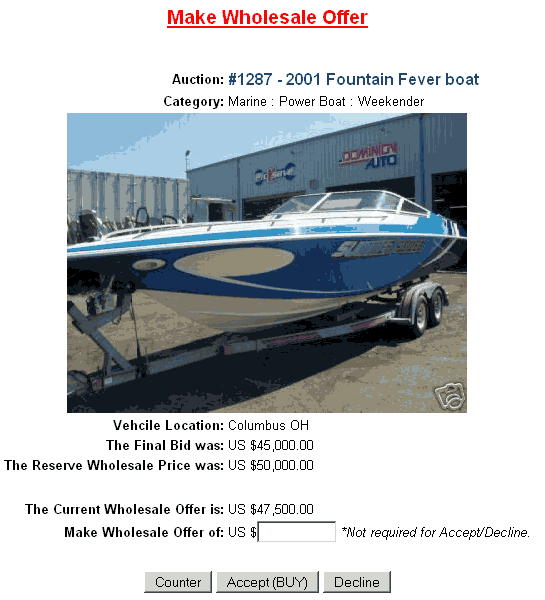 Make Wholesale Offer
Auction: #1287 - 2001 Fountain Fever boat
Category: Marine : Power Boat : Weekender
DOMINION
AUTO
Vehcile Location: Columbus OH
The Final Bid was: US $45,000.00
The Reserve Wholesale Price was: US $50,000.00
The Current Wholesale Offer is: US $47,500.00
Make Wholesale Offer of: US $ *Not required for Accept/Decline.
Counter Accept (BUY) Decline